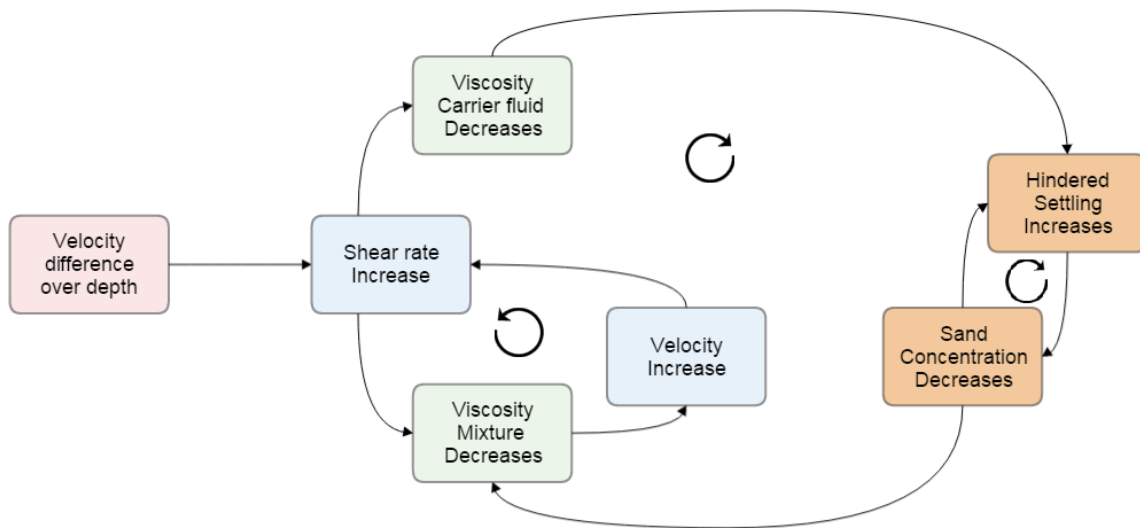 Viscosity
Carrier fluid
Decreases
Hindered
Settling
Increases
Velocity
difference
over depth
Shear rate
Increase
Velocity
Increase
Sand
Concentration
Decreases
Viscosity
Mixture
Decreases